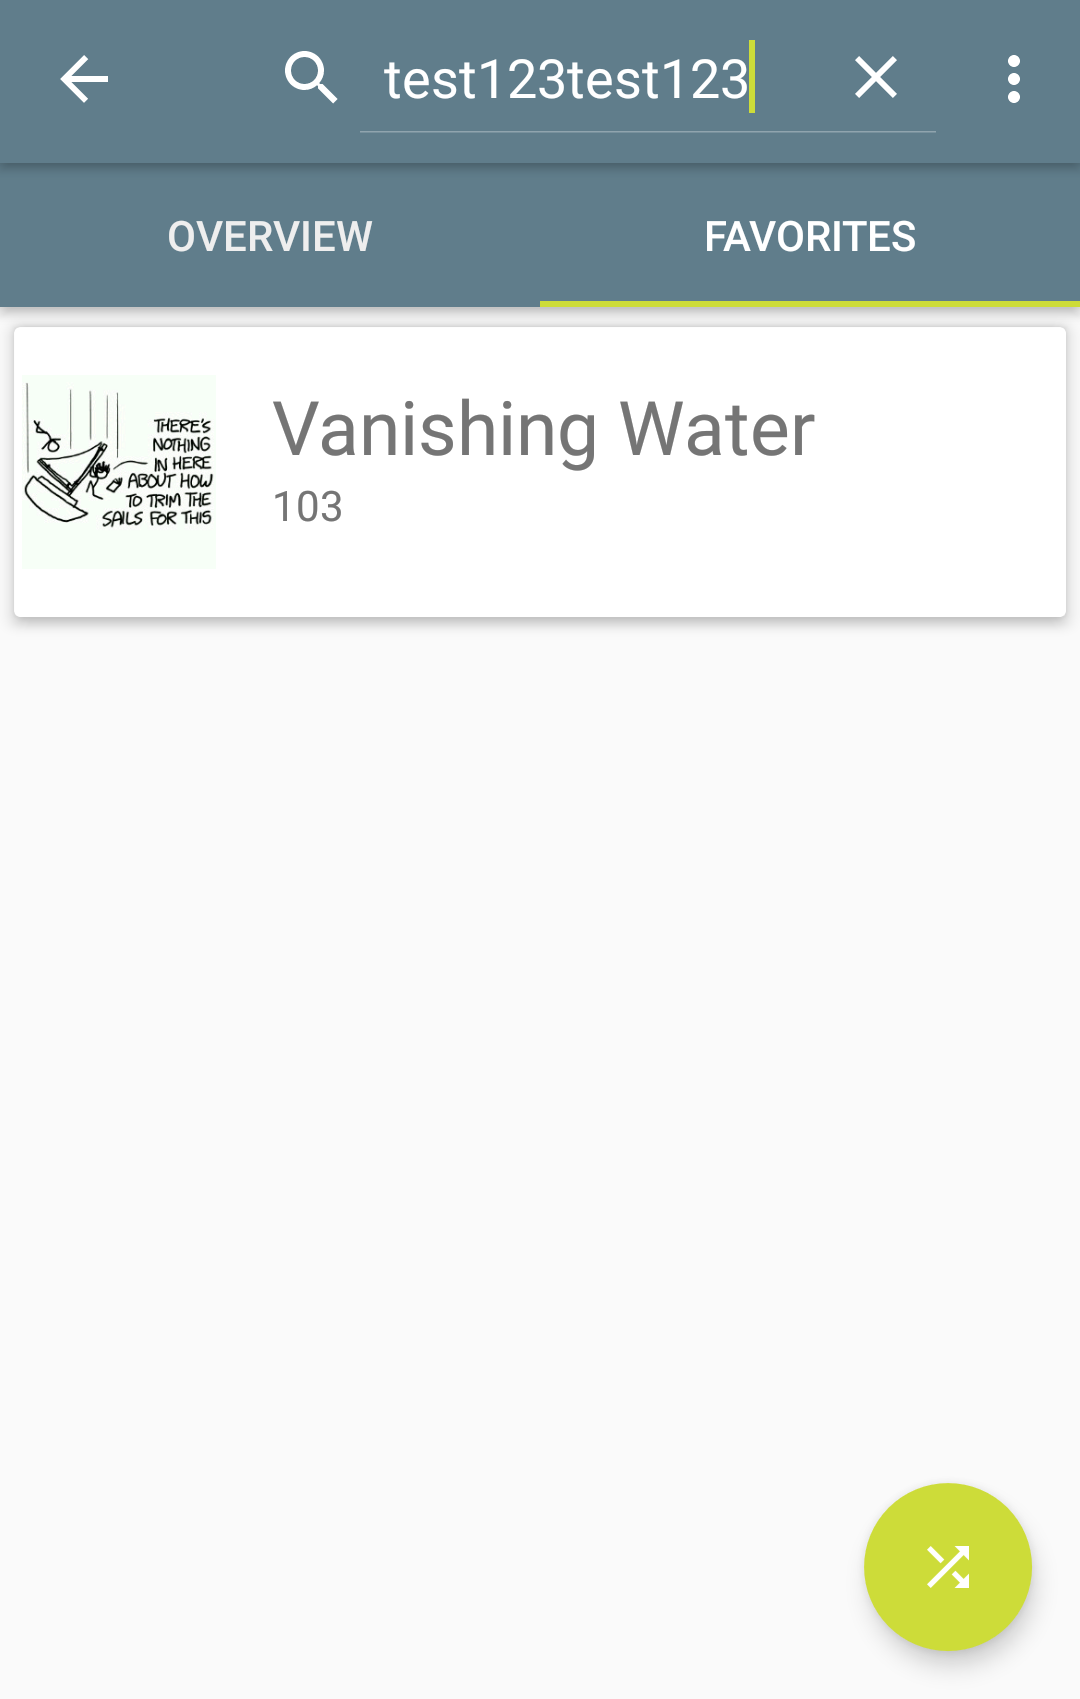 test123test123
OVERVIEW
FAVORITES
THERE'S
NOTHING
IN HERE
ABOUT HOW
TO TRIM THE
SAILS FOR THIS
Vanishing Water
103